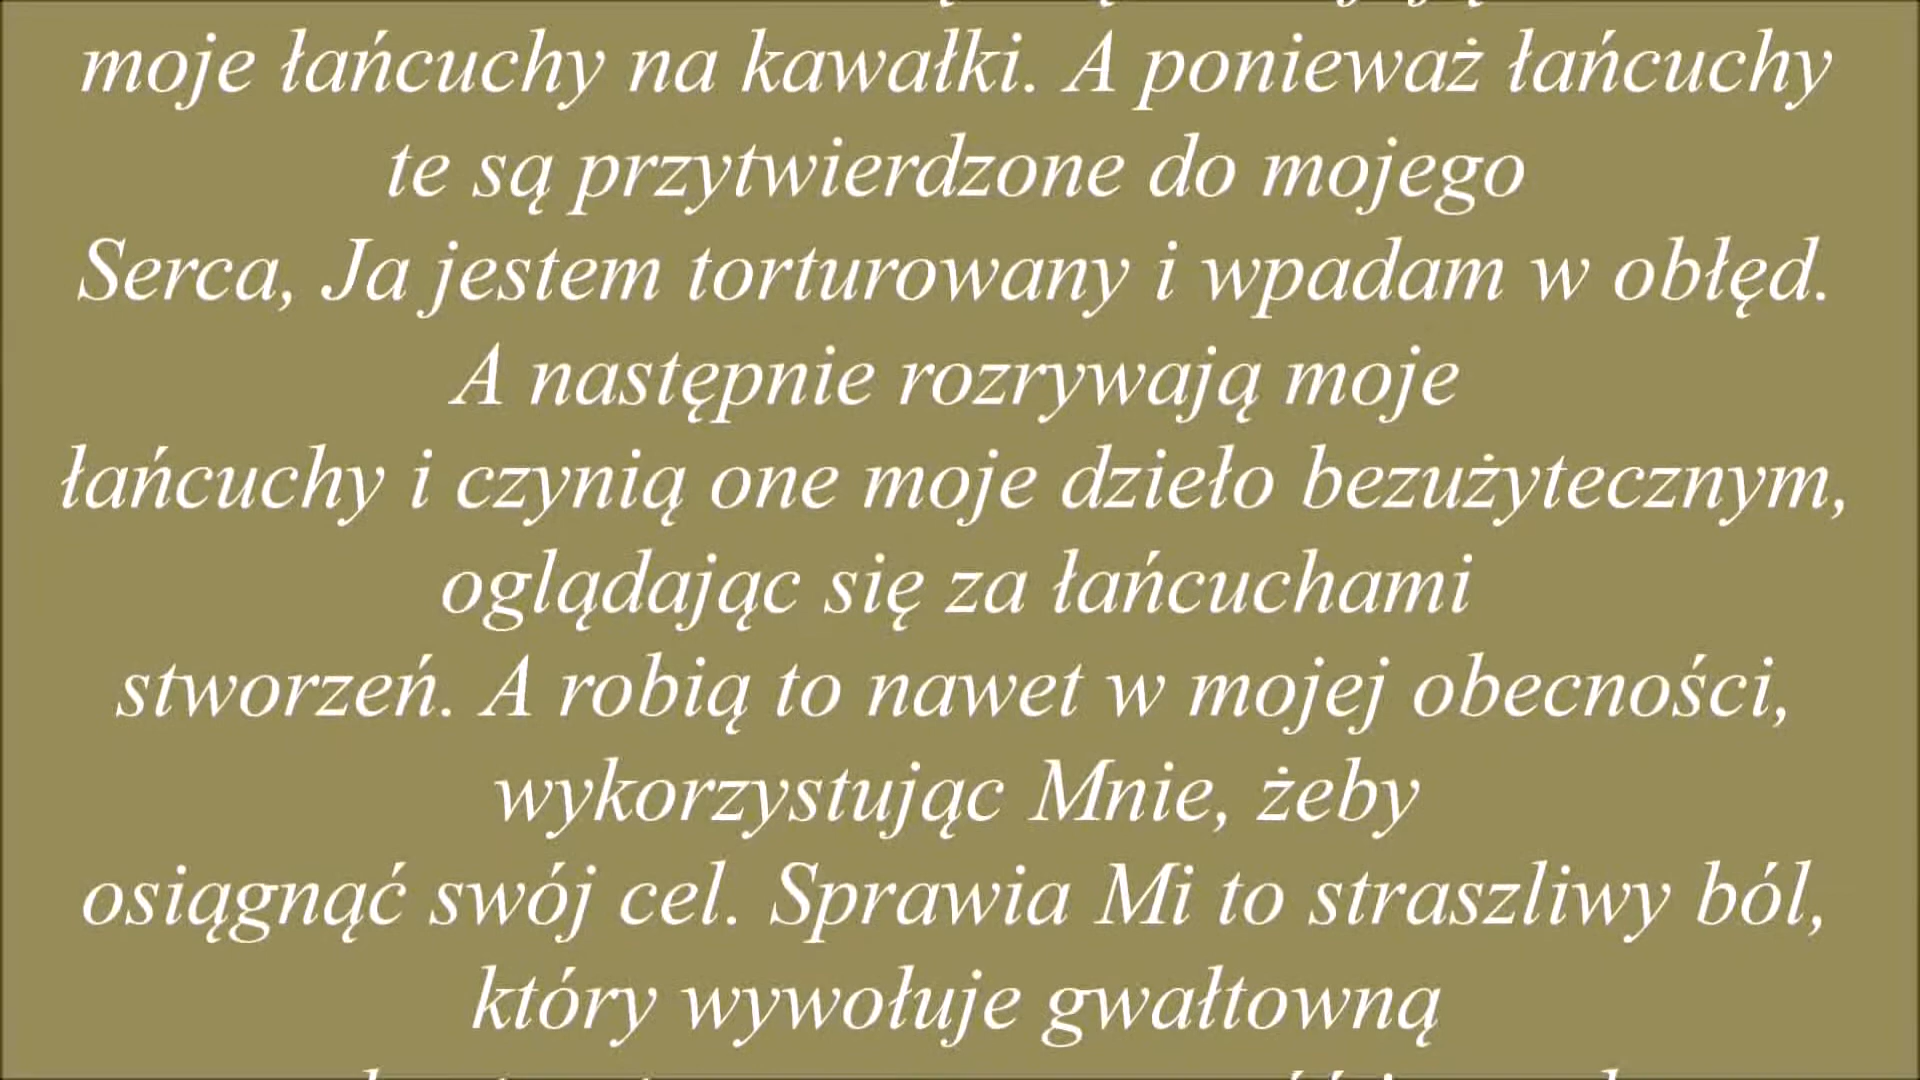 moje łańcuchy na kawałki. A ponieważ łańcuchy
te są przytwierdzone do mojego
Serca, Ja jestem torturowany i wpadam w obłęd.
A następnie rozrywają moje
łańcuchy i czynią one moje dzieło bezużytecznym,
oglądając się za łańcuchami
stworzeń. A robią to nawet w mojej obecności,
wykorzystując Mnie, żeby
osiągnąć swój cel. Sprawia Mi to straszliwy ból,
który wywołuje gwałtowną